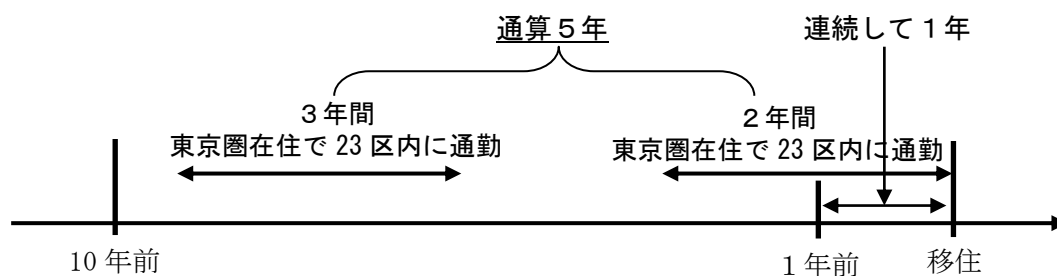 通算５年
連続して１年
３年間
東京圏在住で 23 区内に通勤
２年間
東京圏在住で 23 区内に通勤
10 年前
１年前
移住